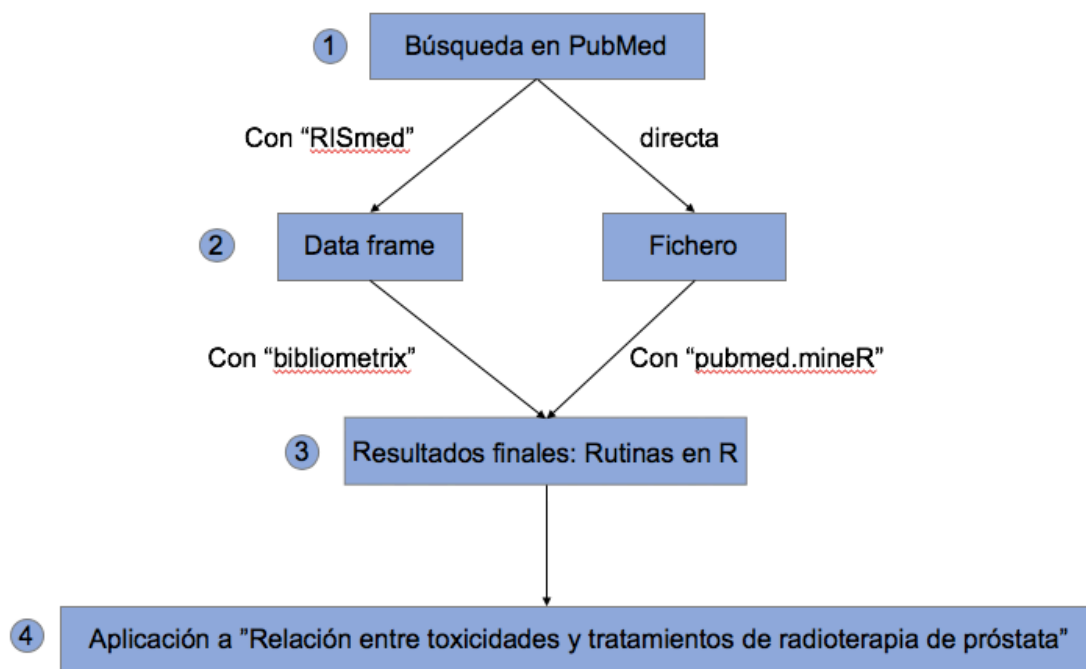 1
Búsqueda en PubMed
Con “RISmed”
directa
2
Data frame
Fichero
Con “bibliometrix”
Con “pubmed.mineR”
3
Resultados finales: Rutinas en R
4
Aplicación a ”Relación entre toxicidades y tratamientos de radioterapia de próstata”